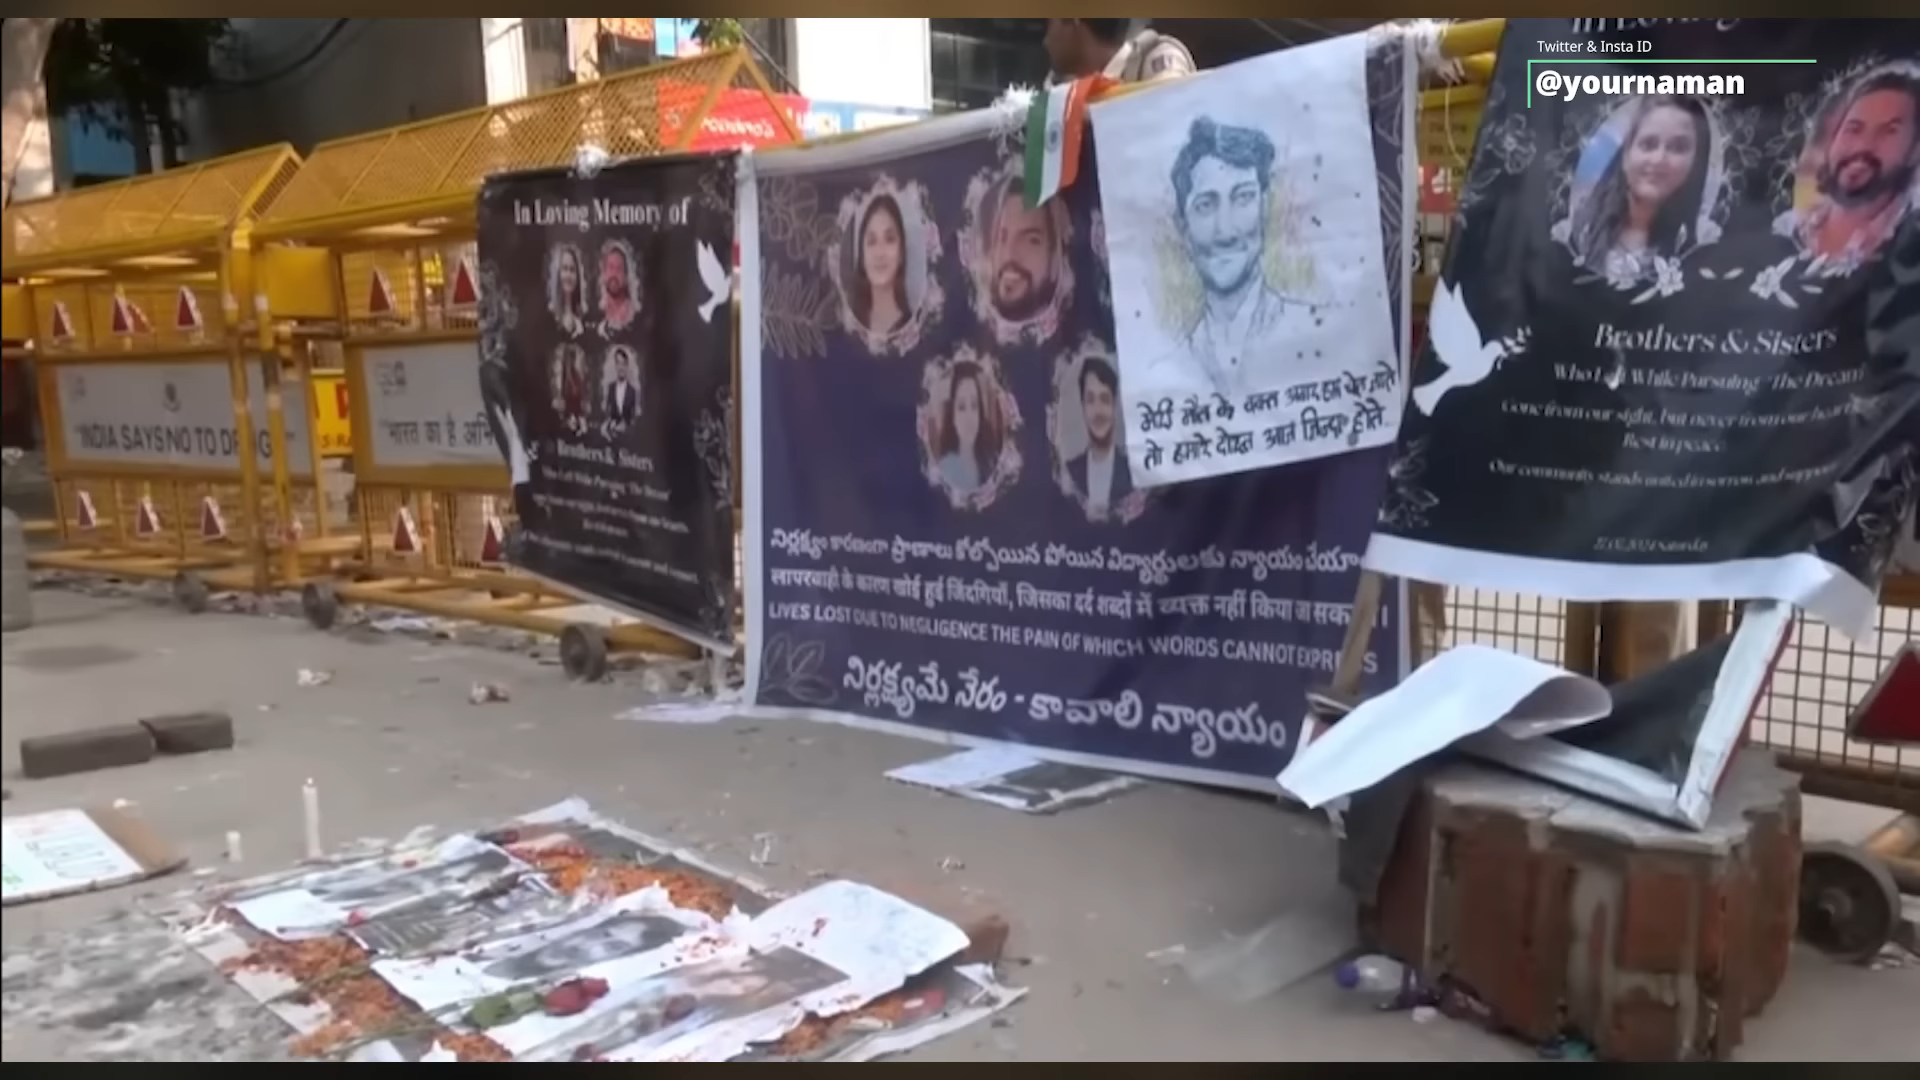 Twitter & Insta ID
@yournaman
In Loving Memory of
Brothers & Sisters
"INDIA SAYS NO TO
भारत का है
मेरी मौत के वक्त अगर हम चेत जाते
तो हमारे दोस्त आज ज़िन्दा होते..
నిర్లక్ష్యం కారణంగా ప్రాణాలు కోల్పోయిన పోయిన విద్యార్థులకు న్యాయం
लापरवाही के कारण खोई हुई जिंदगियों, जिसका दर्द शब्दों में व्यक्त नहीं किया जा
LIVES LOST DUE TO NEGLIGENCE THE PAIN OF WHICH WORDS CANNOT EXPRESS
నిర్లక్ష్యమే నేరం - కావాలి న్యాయం
In Loving
Brothers & Sisters
Who Left While Pursuing "The Dream"
Gone from our sight, but never from our hearts
Rest in peace
Our community stands united in sorrow and